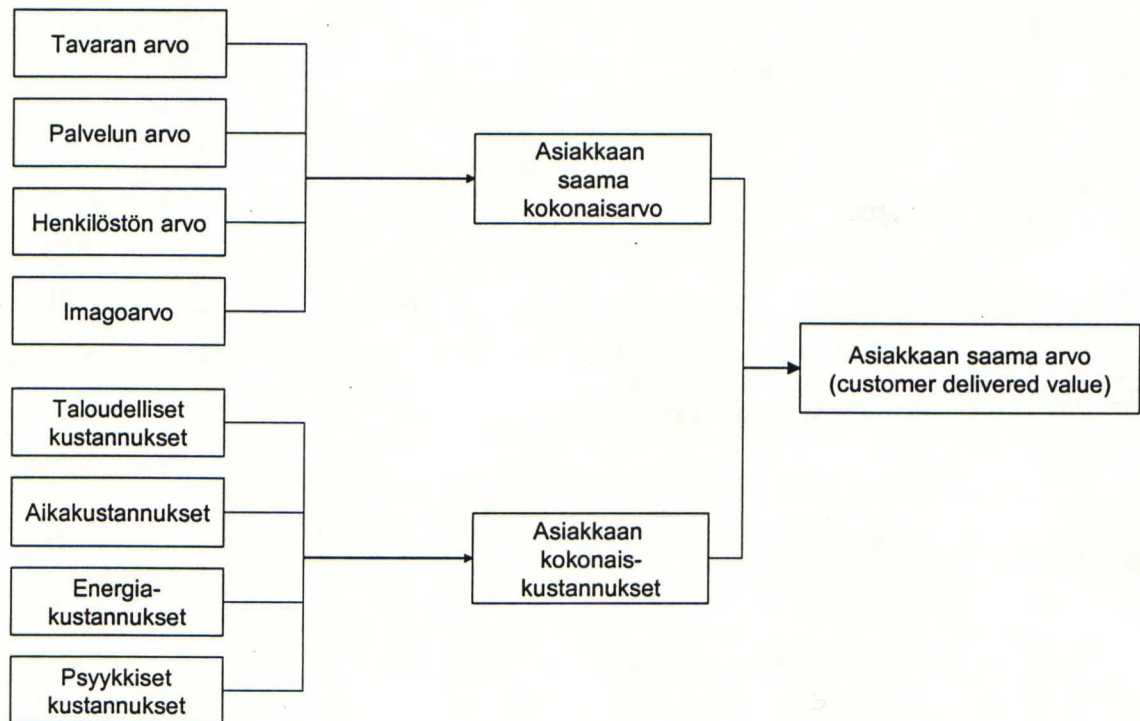 Tavaran arvo
Palvelun arvo
Henkilöstön arvo
Imagoarvo
Taloudelliset
kustannukset
Aikakustannukset
Energia-
kustannukset
Psyykkiset
kustannukset
Asiakkaan
saama
kokonaisarvo
Asiakkaan
kokonais-
kustannukset
Asiakkaan saama arvo
(customer delivered value)